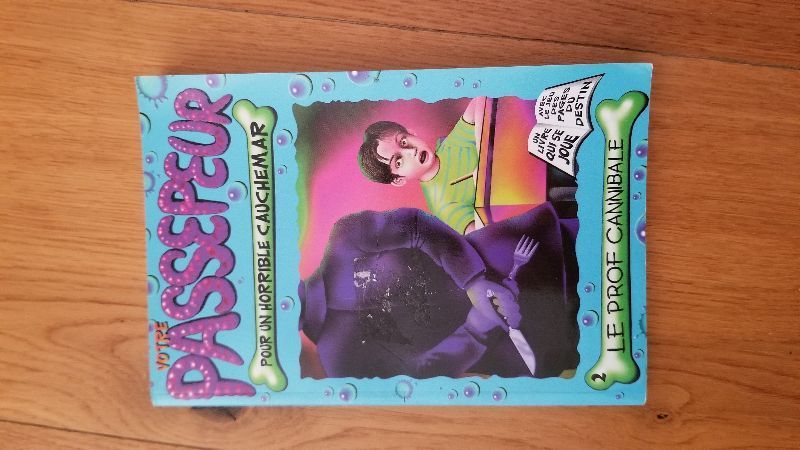 VOTRE
PASSEPEUR
POUR UN HORRIBLE CAUCHEMAR
UN
LIVRE
QUI SE
JOUE
AVEC
LE JEU
DES
PAGES
DU
DESTIN
2 LE PROF CANNIBALE